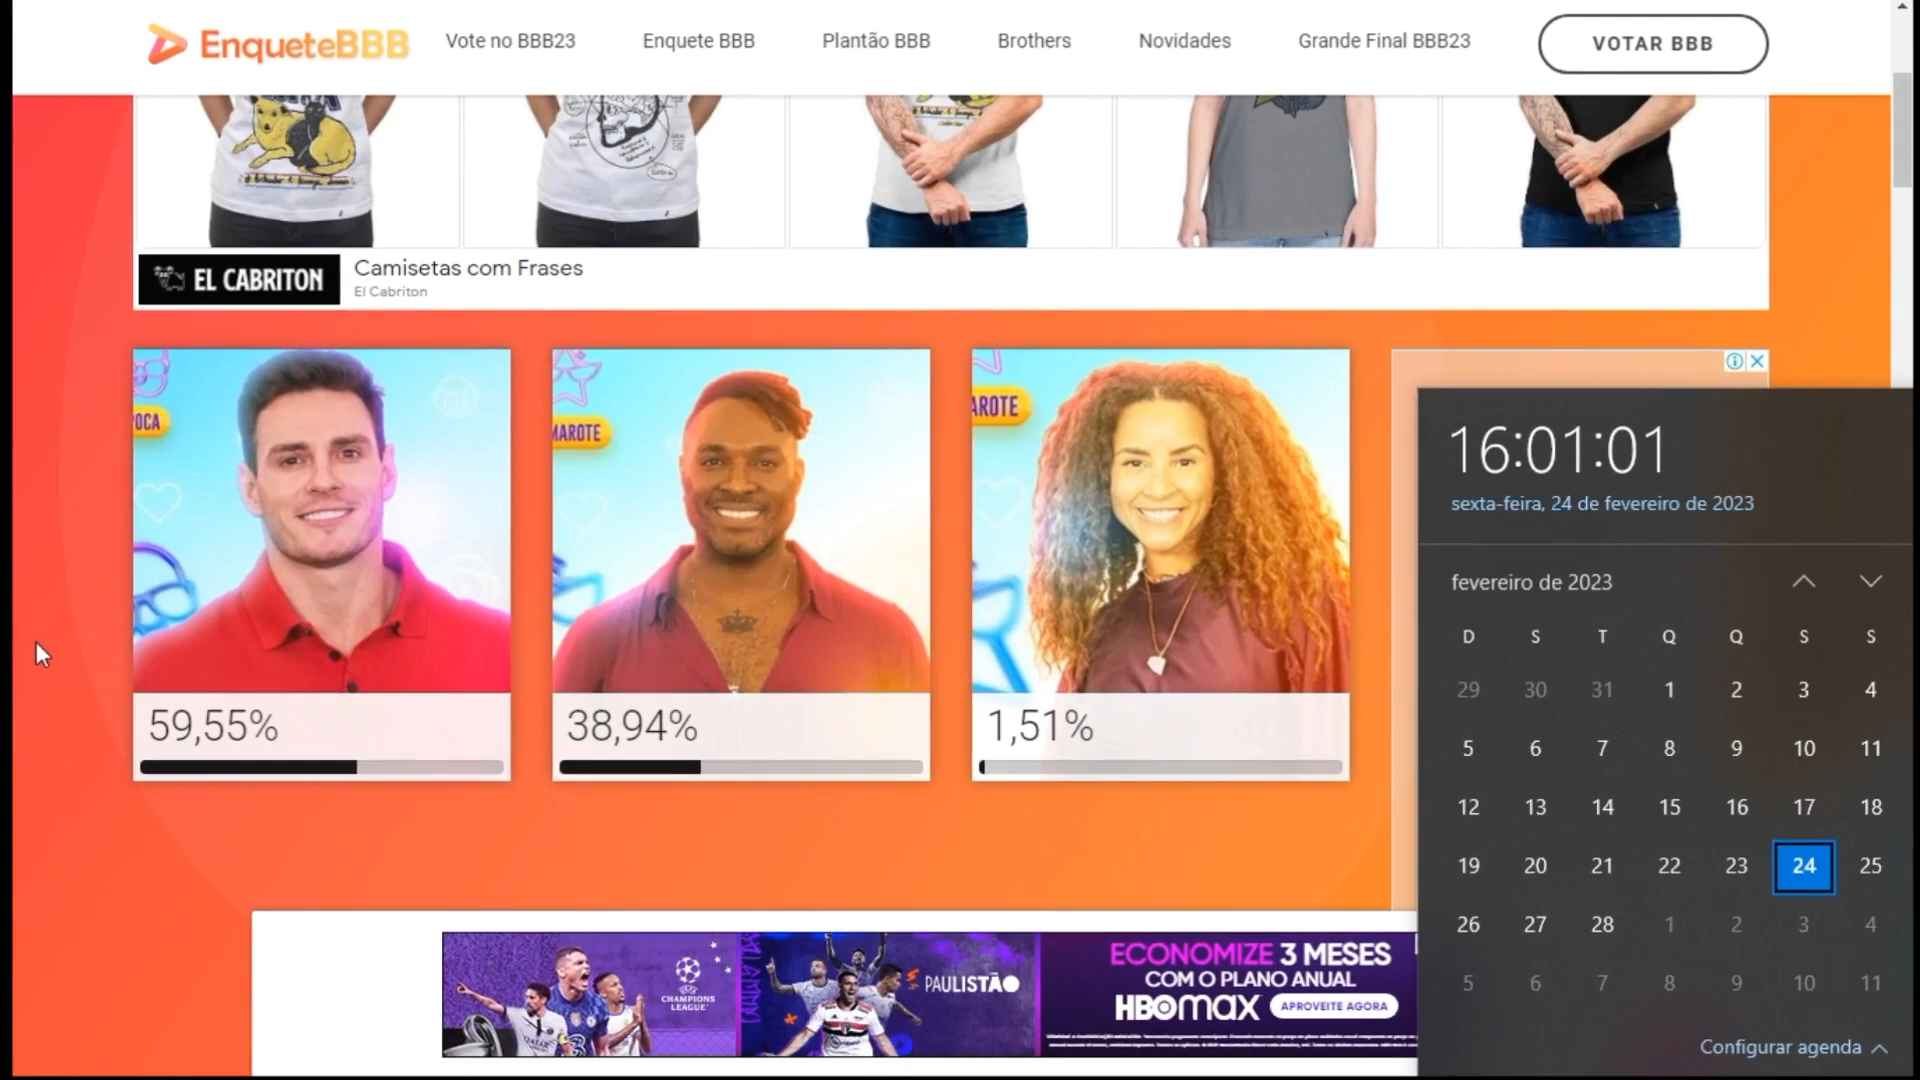 EnqueteBBB
Vote no BBB23
Enquete BBB
Plantão BBB
Brothers
Novidades
Grande Final BBB23
VOTAR BBB
EL CABRITON
Camisetas com Frases
El Cabriton
POCA
MAROTE
AROTE
59,55%
38,94%
1,51%
CHAMPIONS
LEAGUE
PAULISTÃO
ECONOMIZE 3 MESES
COM O PLANO ANUAL
HBOMAX
APROVEITE AGORA
16:01:01
sexta-feira, 24 de fevereiro de 2023
fevereiro de 2023
D S T Q Q S S
29 30 31 1 2 3 4
5 6 7 8 9 10 11
12 13 14 15 16 17 18
19 20 21 22 23 24 25
26 27 28 1 2 3 4
5 6 7 8 9 10 11
Configurar agenda